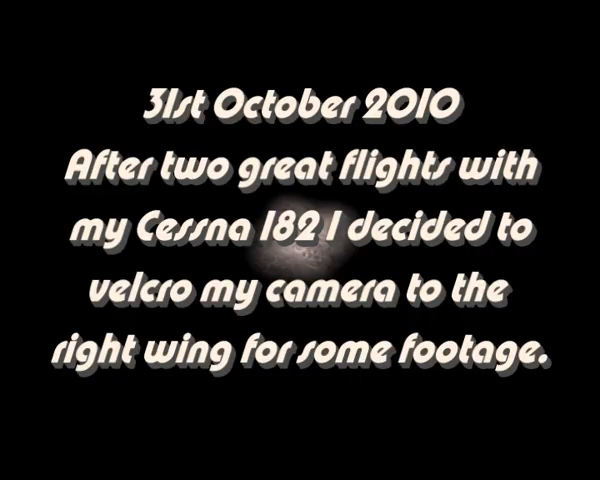 31st October 2010
After two great flights with
my Cessna 182 I decided to
velcro my camera to the
right wing for some footage.